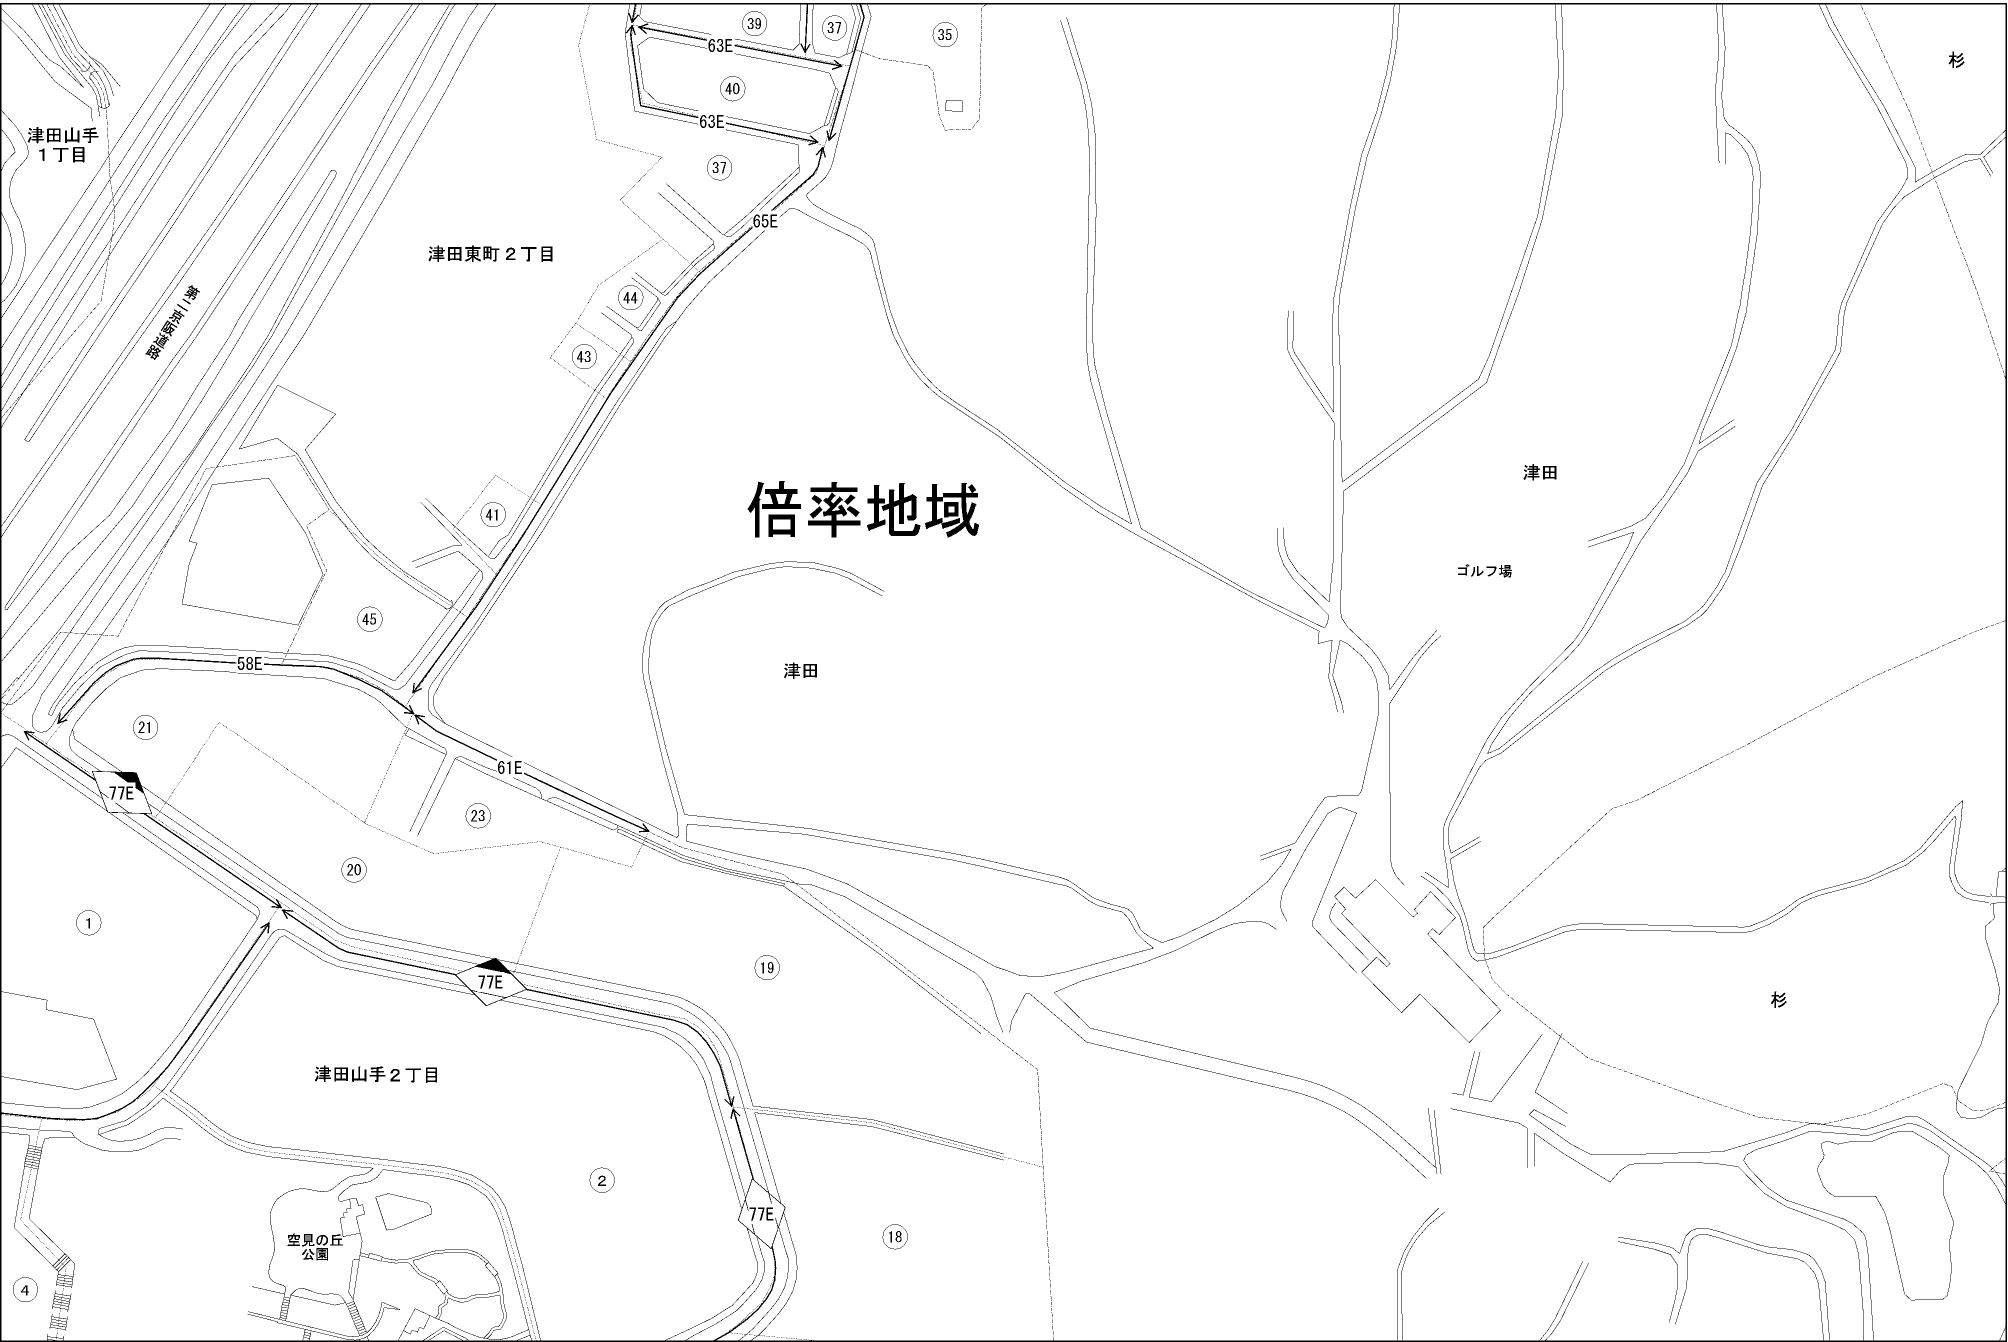 39
37
35
63E
杉
40
63E
津田山手
１丁目
37
65E
津田東町２丁目
第二京阪道路
44
43
津田
倍率地域
41
ゴルフ場
45
58E
津田
21
61E
77E
23
20
1
19
77E
杉
津田山手２丁目
2
77E
18
空見の丘
公園
4